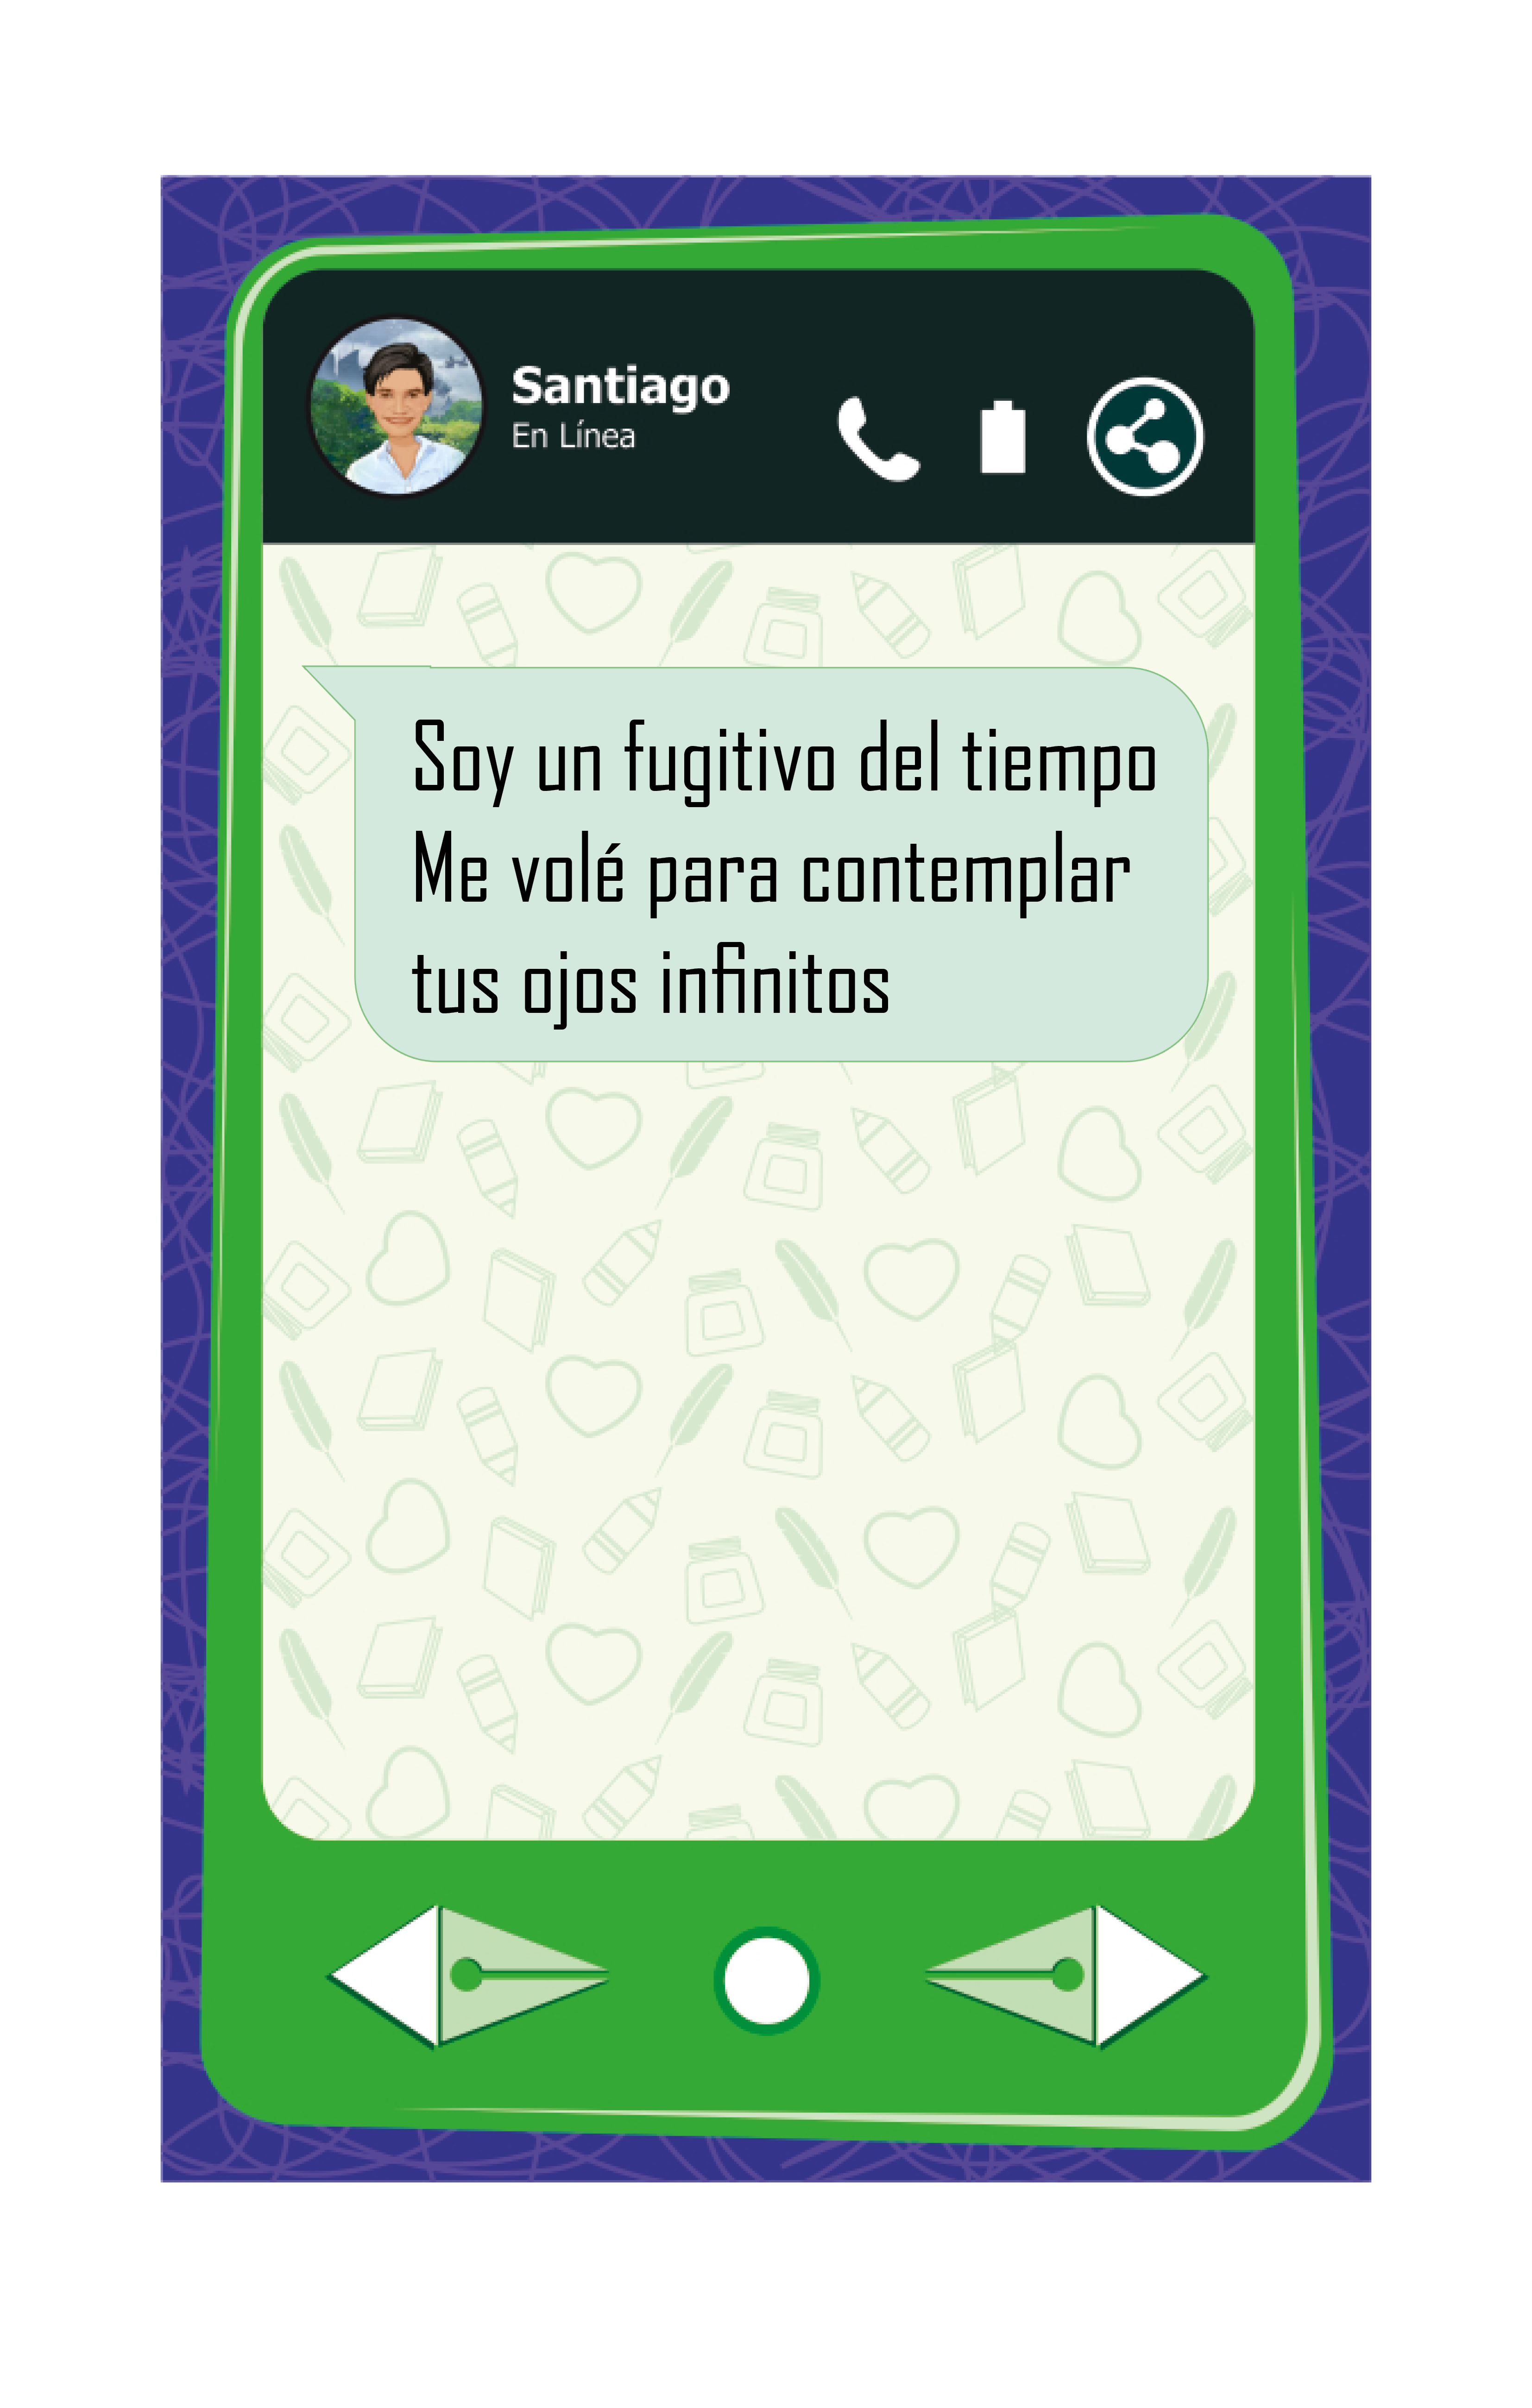 Santiago
En Línea
Soy un fugitivo del tiempo
Me volé para contemplar
tus ojos infinitos